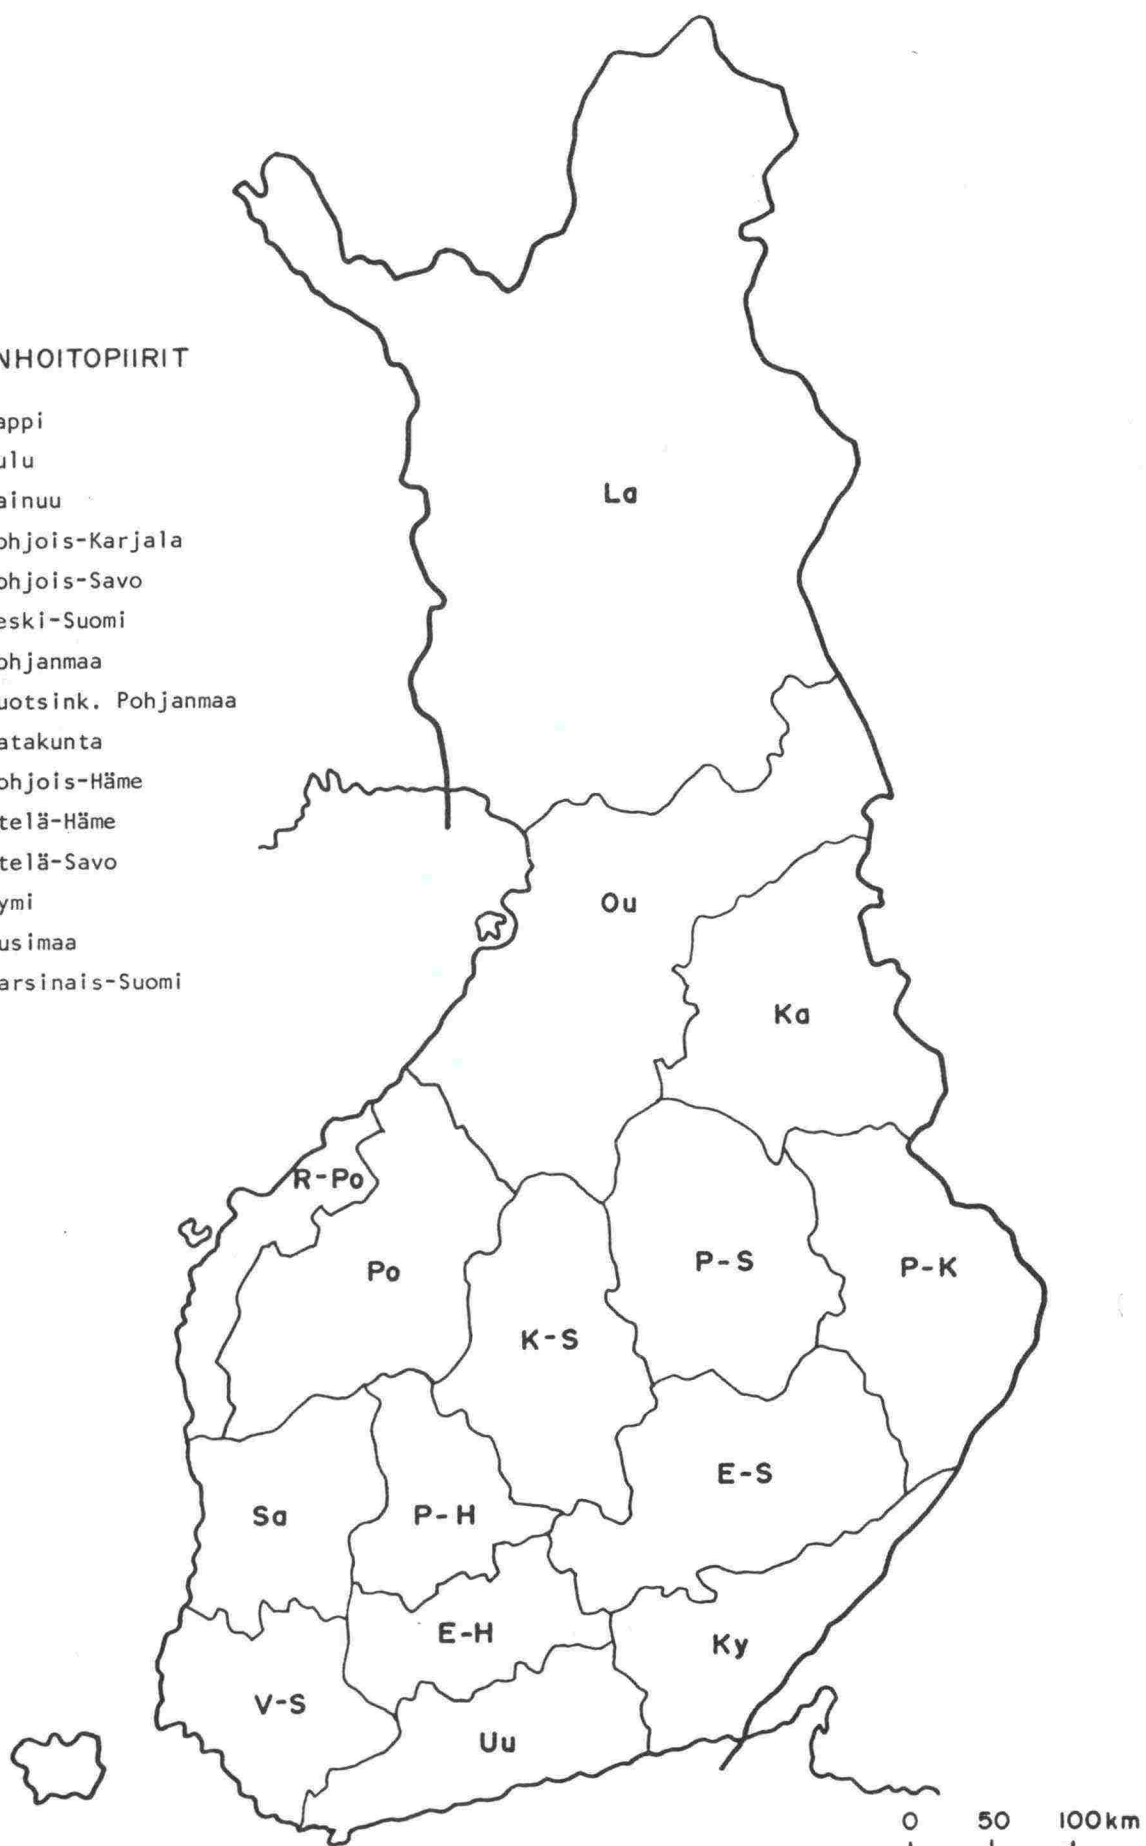 NHOITOPIIRIT
appi
ulu
ainuu
ohjois-Karjala
ohjois-Savo
eski-Suomi
ohjanmaa
uotsink. Pohjanmaa
atakunta
ohjois-Häme
telä-Häme
telä-Savo
ymi
usimaa
arsinais-Suomi
La
Ou
Ka
R-Po
Po
P-S
P-K
K-S
E-S
Sa
P-H
E-H
Ky
V-S
Uu
0 50 100km